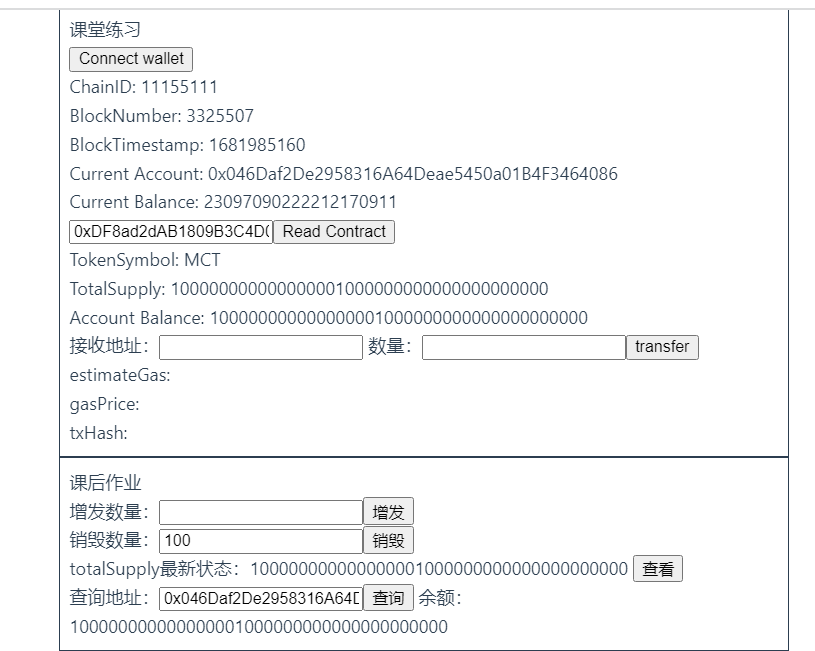 课堂练习
Connect wallet
ChainID: 11155111
BlockNumber: 3325507
BlockTimestamp: 1681985160
Current Account: 0x046Daf2De2958316A64Deae5450a01B4F3464086
Current Balance: 23097090222212170911
0xDF8ad2dAB1809B3C4D Read Contract
TokenSymbol: MCT
TotalSupply: 100000000000000000100000000000000000000
Account Balance: 100000000000000000100000000000000000000
接收地址： 数量： transfer
estimateGas:
gasPrice:
txHash:
课后作业
增发数量： 增发
销毁数量： 100 销毁
totalSupply最新状态：100000000000000000100000000000000000000 查看
查询地址： 0x046Daf2De2958316A64D 查询 余额：
100000000000000000100000000000000000000